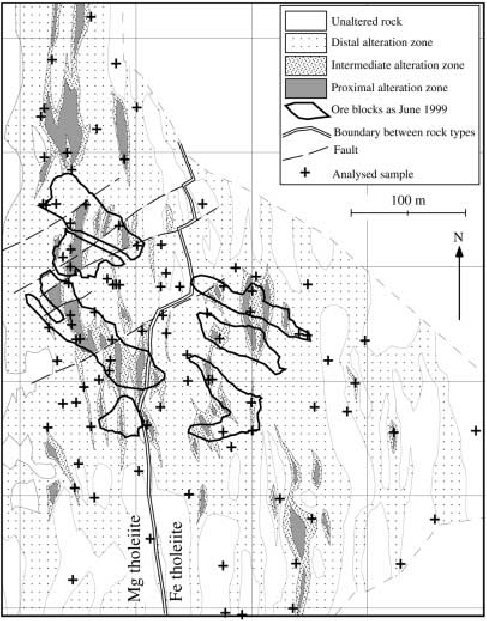 Unaltered rock
Distal alteration zone
Intermediate alteration zone
Proximal alteration zone
Ore blocks as June 1999
Boundary between rock types
Fault
Analysed sample
100 m
N
Mg tholeiite
Fe tholeiite